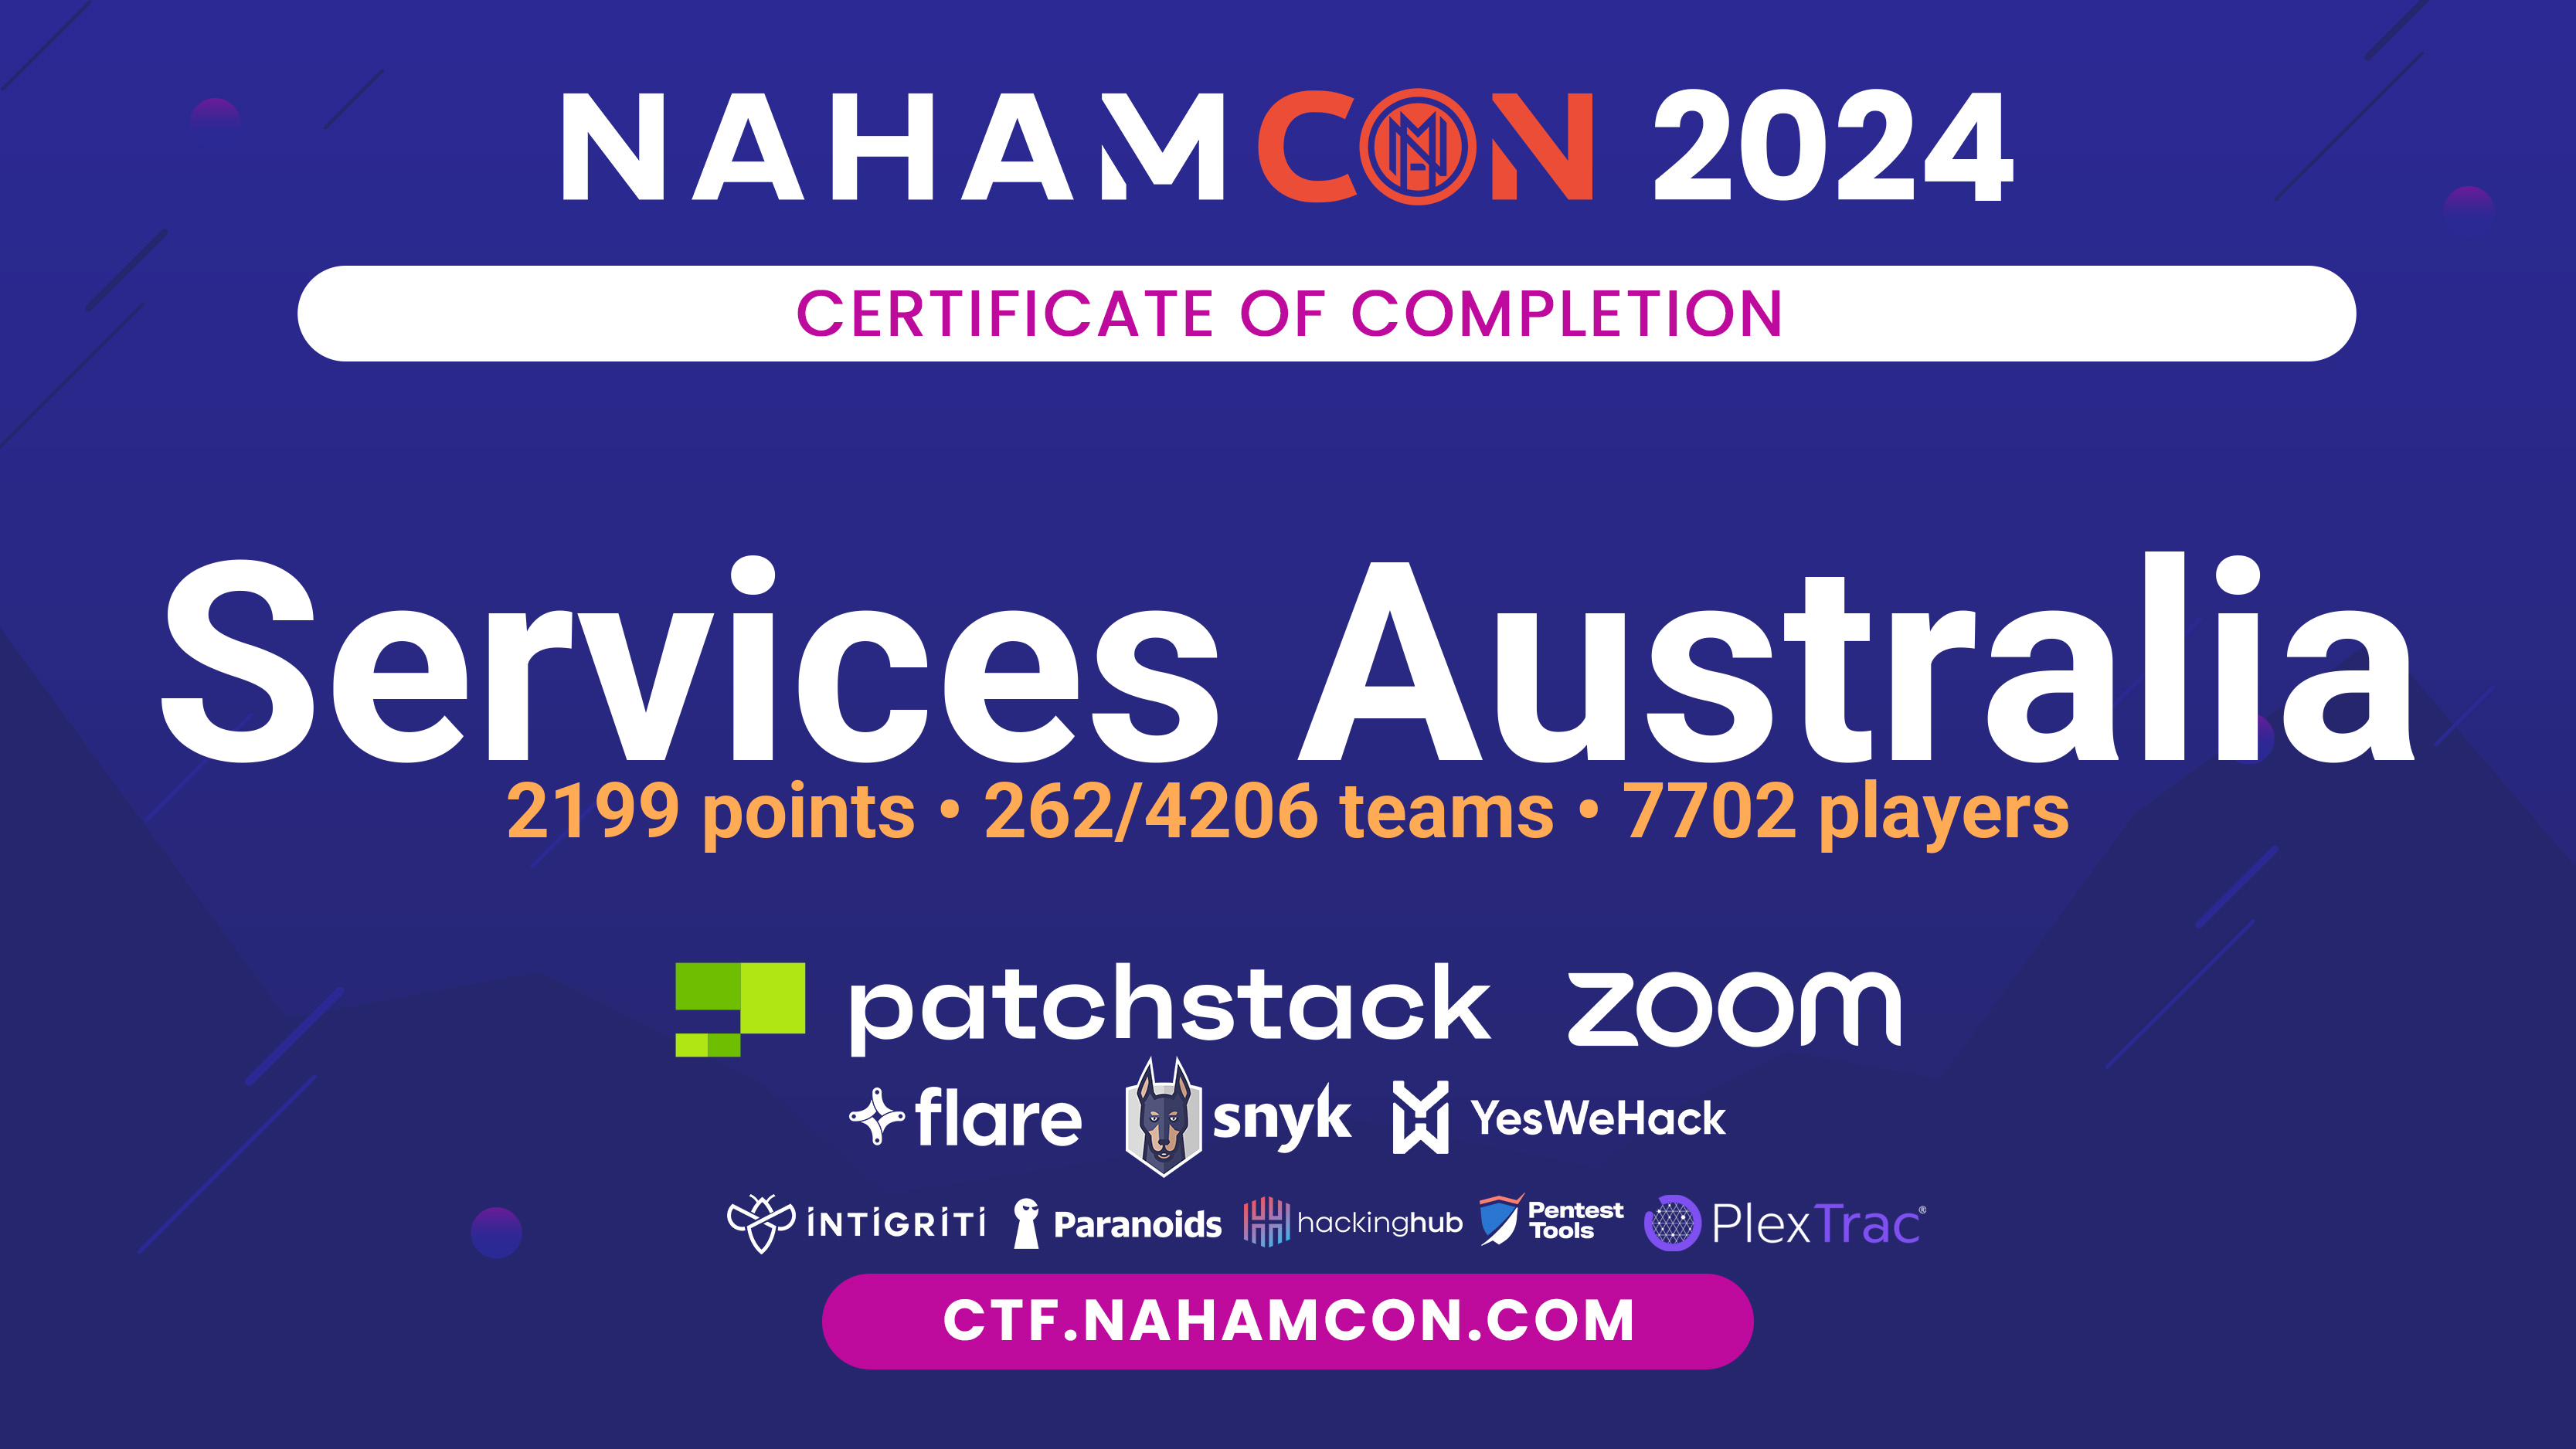 NAHAMCON 2024
CERTIFICATE OF COMPLETION
Services Australia
2199 points • 262/4206 teams • 7702 players
patchstack zoom
flare snyk YesWeHack
INTIGRITI Paranoids hackinghub Pentest Tools PlexTrac®
CTF.NAHAMCON.COM